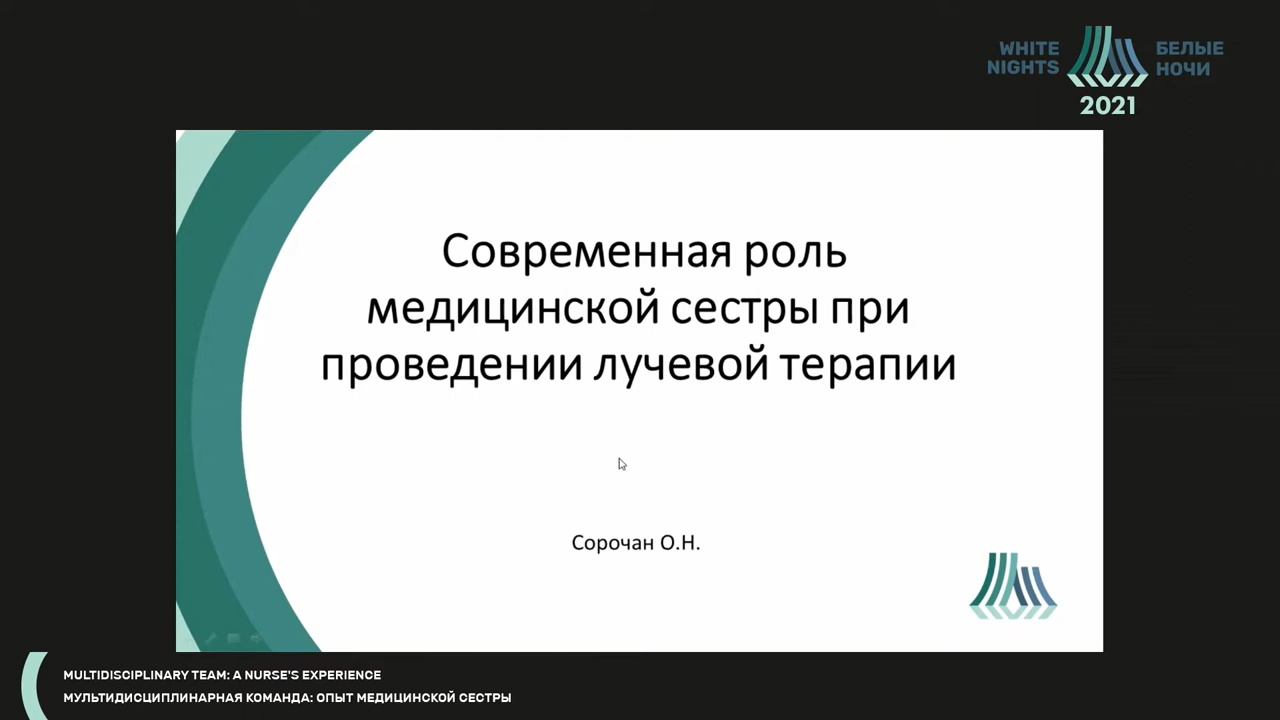 WHITE
NIGHTS
БЕЛЫЕ
НОЧИ
2021
Современная роль
медицинской сестры при
проведении лучевой терапии
Сорочан О.Н.
MULTIDISCIPLINARY TEAM: A NURSE'S EXPERIENCE
МУЛЬТИДИСЦИПЛИНАРНАЯ КОМАНДА: ОПЫТ МЕДИЦИНСКОЙ СЕСТРЫ